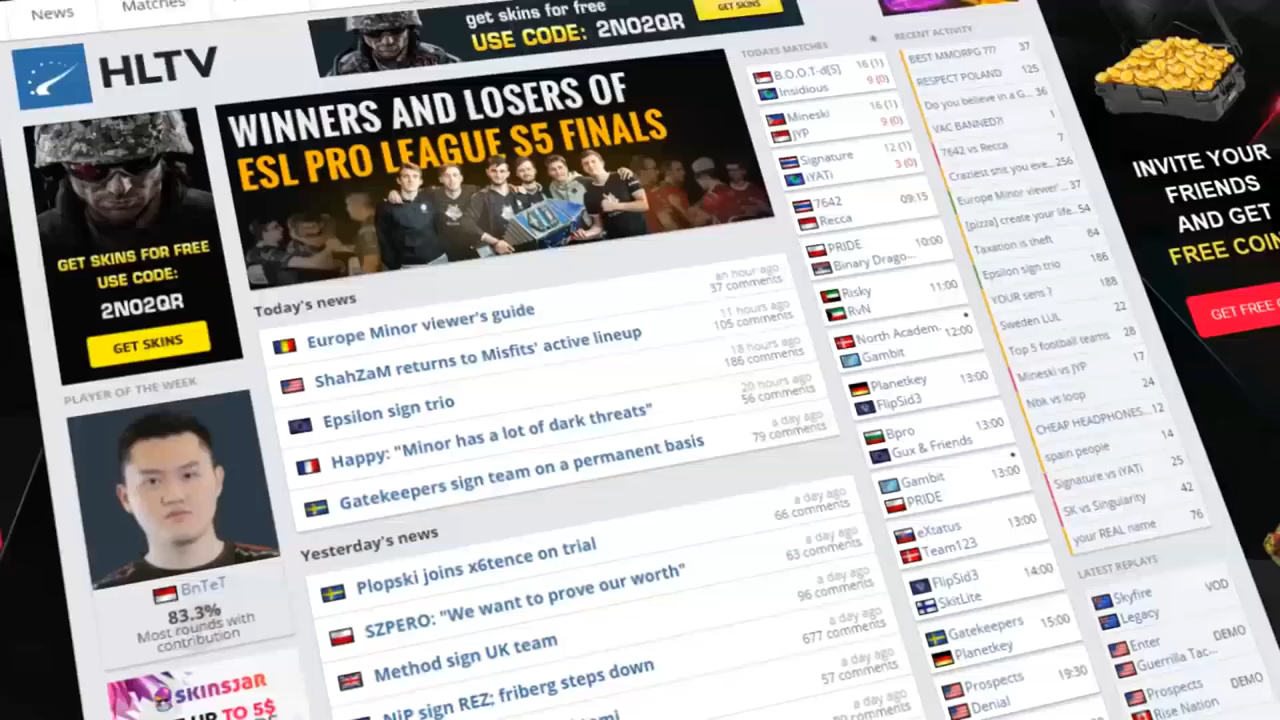 News
Matches
HLTV
get skins for free
USE CODE: 2NO2QR
GET SKINS
GET SKINS FOR FREE
USE CODE:
2NO2QR
GET SKINS
PLAYER OF THE WEEK
BnTeT
83.3%
Most rounds with
contribution
SKINSJAR
UP TO 5$
WINNERS AND LOSERS OF
ESL PRO LEAGUE S5 FINALS
Today's news
Europe Minor viewer's guide
an hour ago
37 comments
ShahZaM returns to Misfits' active lineup
11 hours ago
105 comments
Epsilon sign trio
18 hours ago
186 comments
Happy: "Minor has a lot of dark threats"
20 hours ago
56 comments
Gatekeepers sign team on a permanent basis
a day ago
79 comments
Yesterday's news
Plopski joins x6tence on trial
a day ago
66 comments
SZPERO: "We want to prove our worth"
a day ago
63 comments
Method sign UK team
a day ago
96 comments
NiP sign REZ; friberg steps down
a day ago
677 comments
a day ago
57 comments
a day ago
TODAYS MATCHES
B.O.O.T-d[S] 16 (1)
Insidious 9 (0)
Mineski 16 (1)
JYP 9 (0)
Signature 12 (1)
iYATi 3 (0)
7642 09:15
Recca
PRIDE 10:00
Binary Drago...
Risky 11:00
RvN
North Academ. 12:00
Gambit
Planetkey 13:00
FlipSid3
Bpro 13:00
Gux & Friends
Gambit 13:00
PRIDE
eXtatus 13:00
Team123
FlipSid3 14:00
SkitLite
Gatekeepers 15:00
Planetkey
Prospects 19:30
Denial
RECENT ACTIVITY
BEST MMORPG ??? 37
RESPECT POLAND 125
Do you believe in a G... 36
VAC BANNED?! 1
7642 vs Recca 7
Craziest shit you eve... 256
Europe Minor viewer'... 37
[pizza] create your life... 54
Taxation is theft 64
Epsilon sign trio 186
YOUR sens ? 188
Sweden LUL 22
Top 5 football teams 28
Mineski vs JYP 17
Nbk vs loop 24
CHEAP HEADPHONES... 12
spain people 14
Signature vs iYATi 25
SK vs Singularity 42
your REAL name 76
LATEST REPLAYS
Skyfire VOD
Legacy
Enter DEMO
Guerrilla Tac...
Prospects DEMO
Rise Nation
INVITE YOUR
FRIENDS
AND GET
FREE COIN
GET FREE